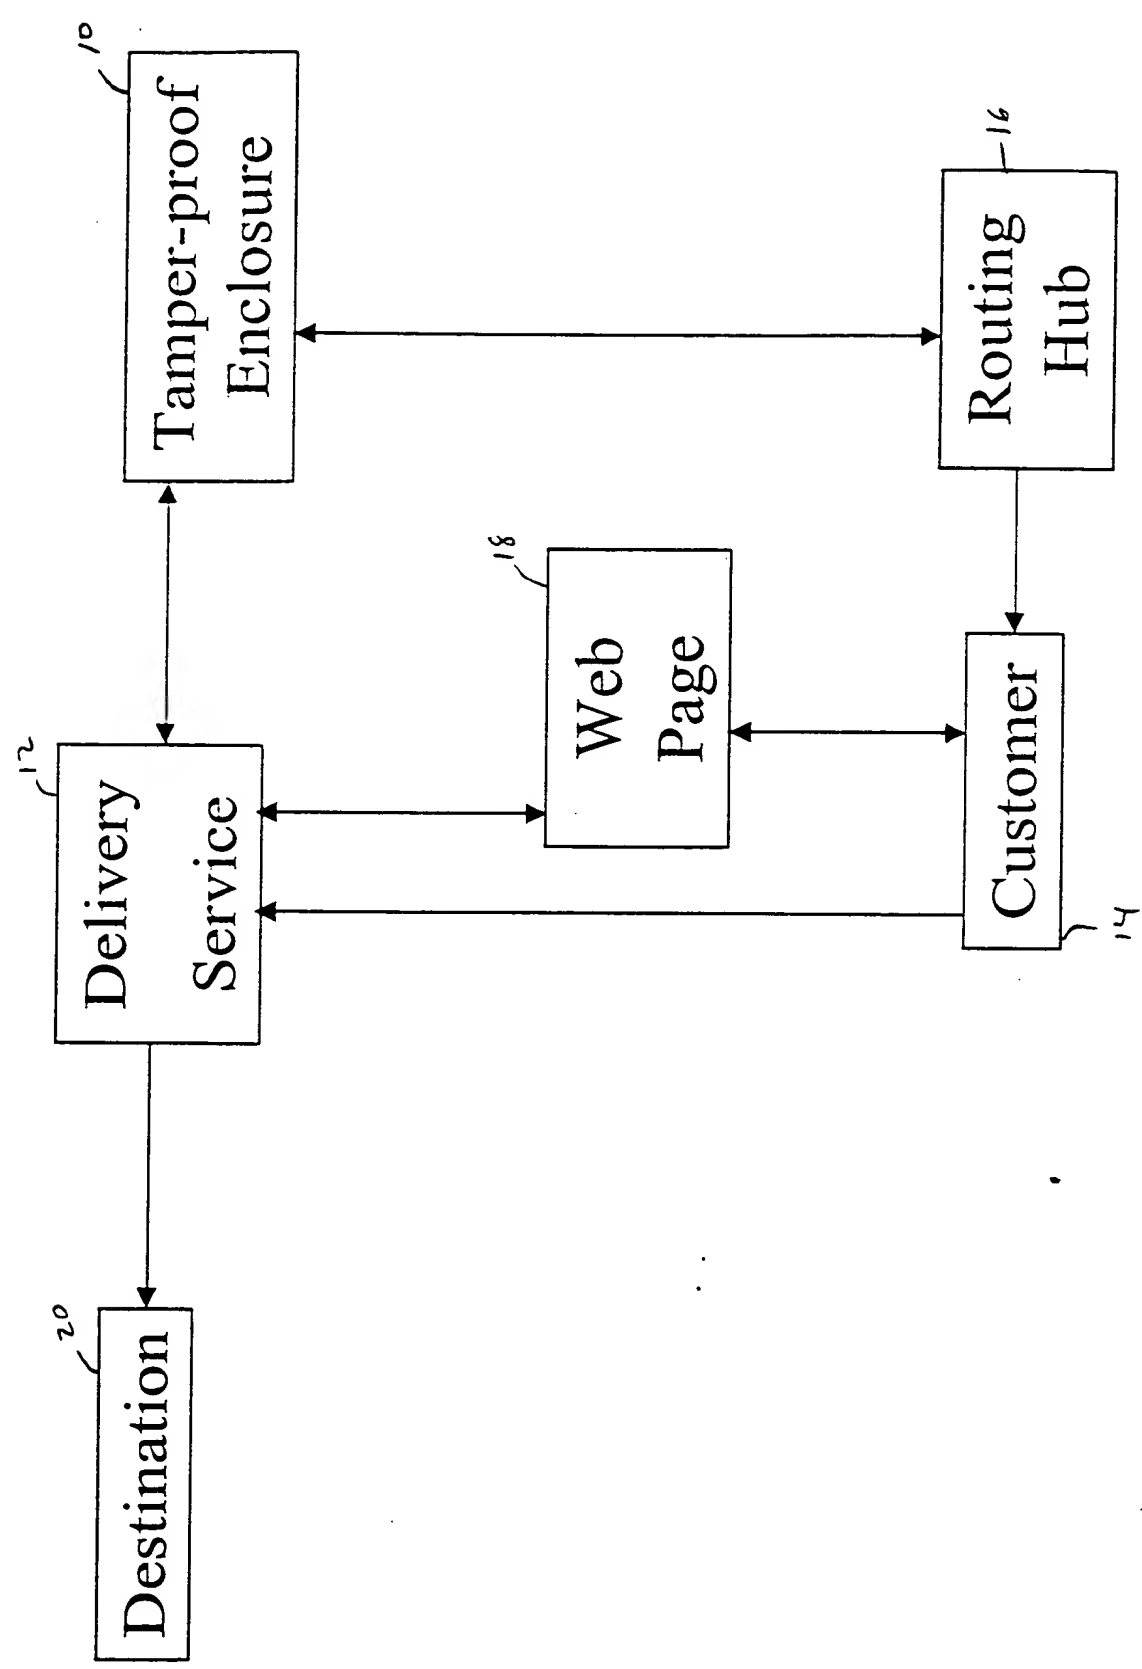 20
Destination
12
Delivery
Service
10
Tamper-proof
Enclosure
18
Web
Page
14
Customer
16
Routing
Hub